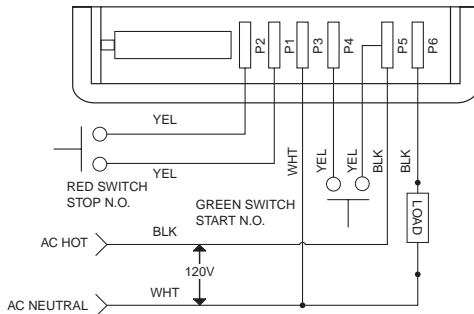 P2
P1
P3
P4
P5
P6
YEL
YEL
WHT
YEL
YEL
BLK
BLK
RED SWITCH
STOP N.O.
GREEN SWITCH
START N.O.
LOAD
AC HOT
BLK
120V
AC NEUTRAL
WHT